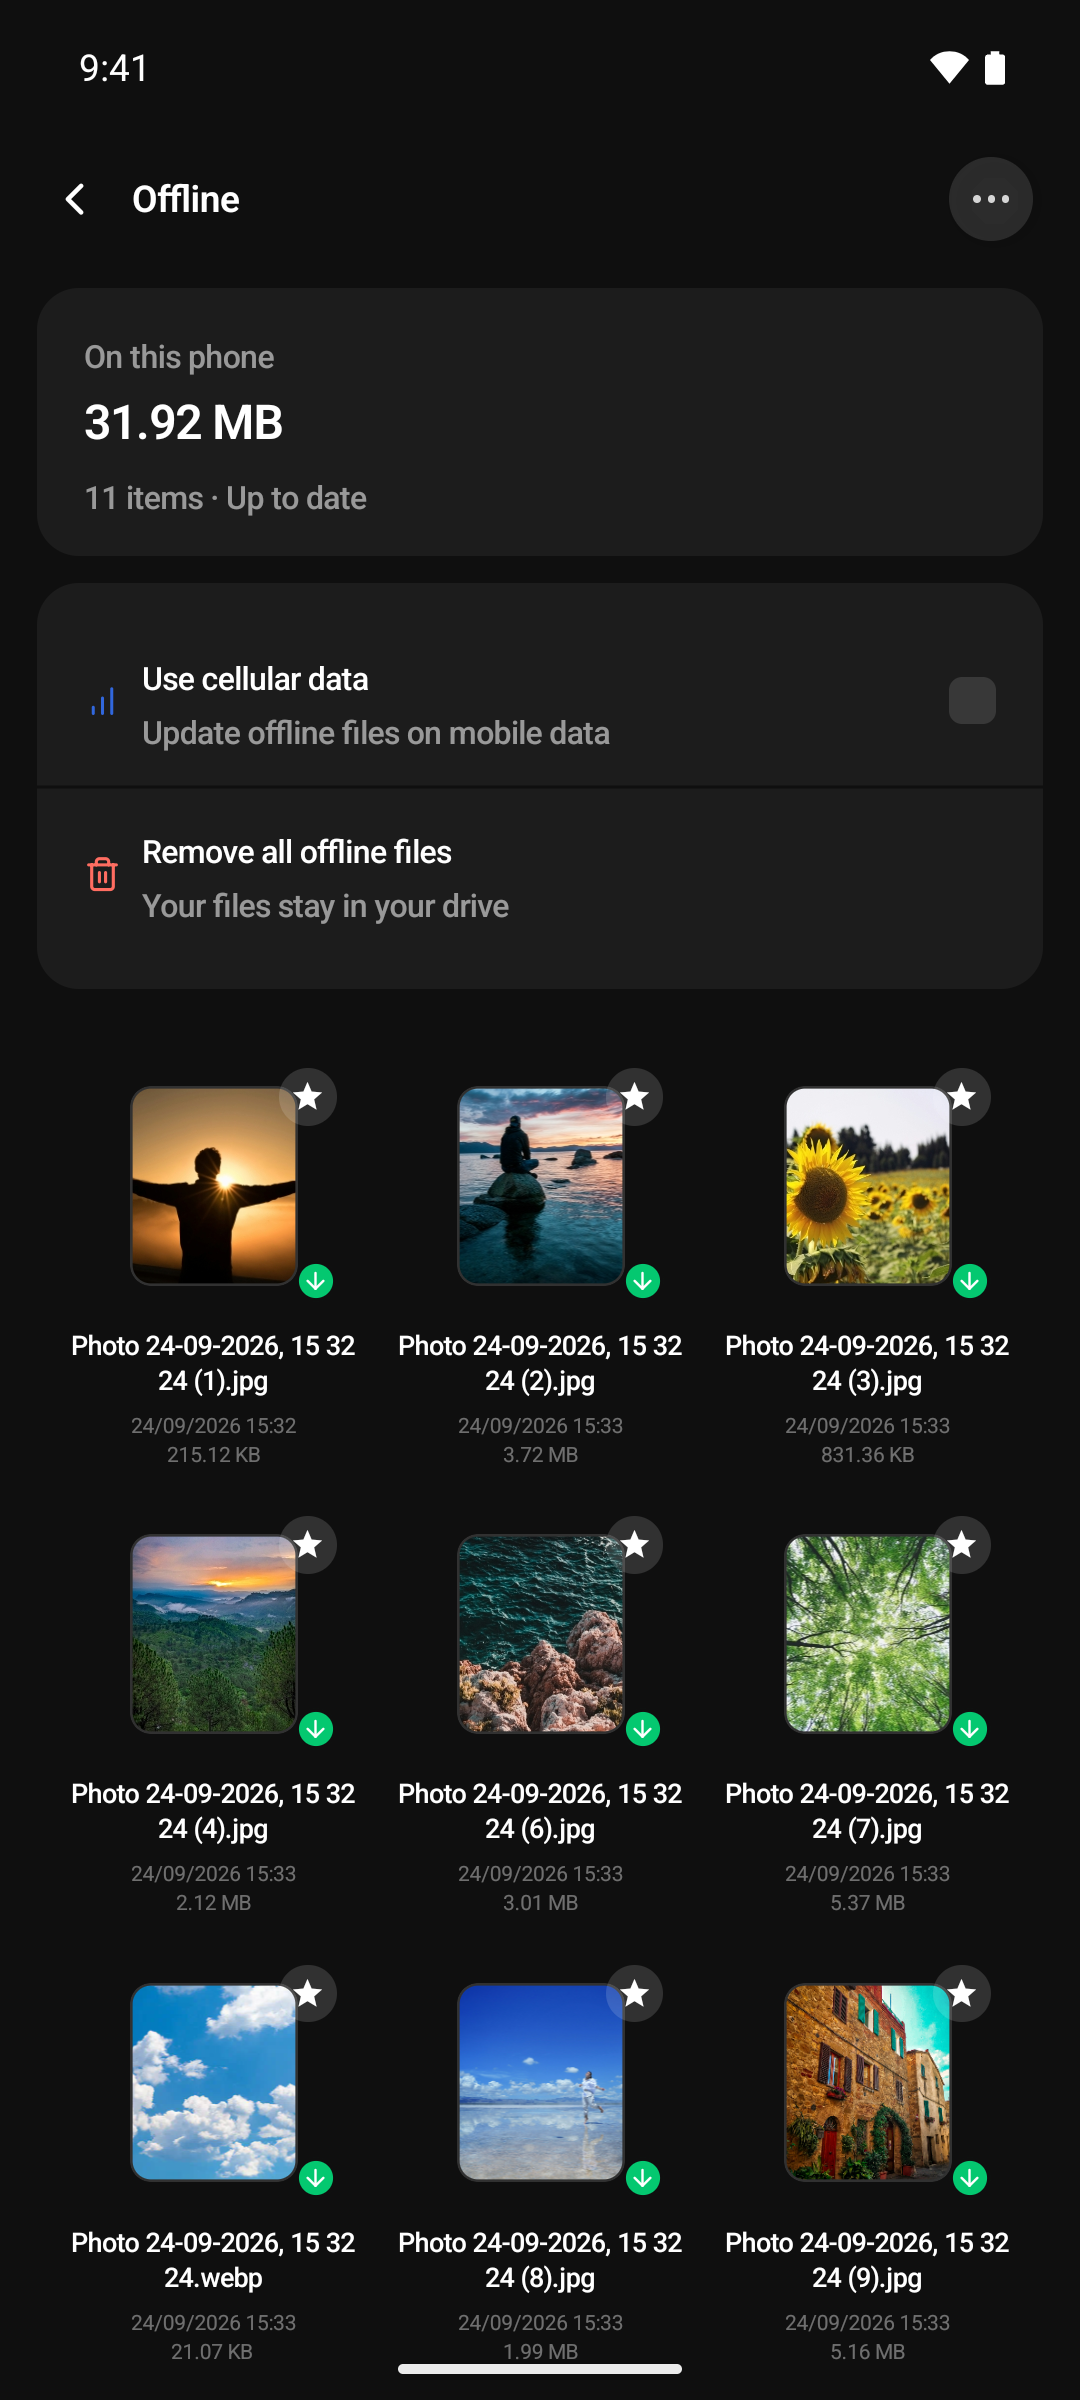 9:41
Offline
On this phone
31.92 MB
11 items · Up to date
Use cellular data
Update offline files on mobile data
Remove all offline files
Your files stay in your drive
Photo 24-09-2026, 15 32
24 (1).jpg
24/09/2026 15:32
215.12 KB
Photo 24-09-2026, 15 32
24 (2).jpg
24/09/2026 15:33
3.72 MB
Photo 24-09-2026, 15 32
24 (3).jpg
24/09/2026 15:33
831.36 KB
Photo 24-09-2026, 15 32
24 (4).jpg
24/09/2026 15:33
2.12 MB
Photo 24-09-2026, 15 32
24 (6).jpg
24/09/2026 15:33
3.01 MB
Photo 24-09-2026, 15 32
24 (7).jpg
24/09/2026 15:33
5.37 MB
Photo 24-09-2026, 15 32
24.webp
24/09/2026 15:33
21.07 KB
Photo 24-09-2026, 15 32
24 (8).jpg
24/09/2026 15:33
1.99 MB
Photo 24-09-2026, 15 32
24 (9).jpg
24/09/2026 15:33
5.16 MB